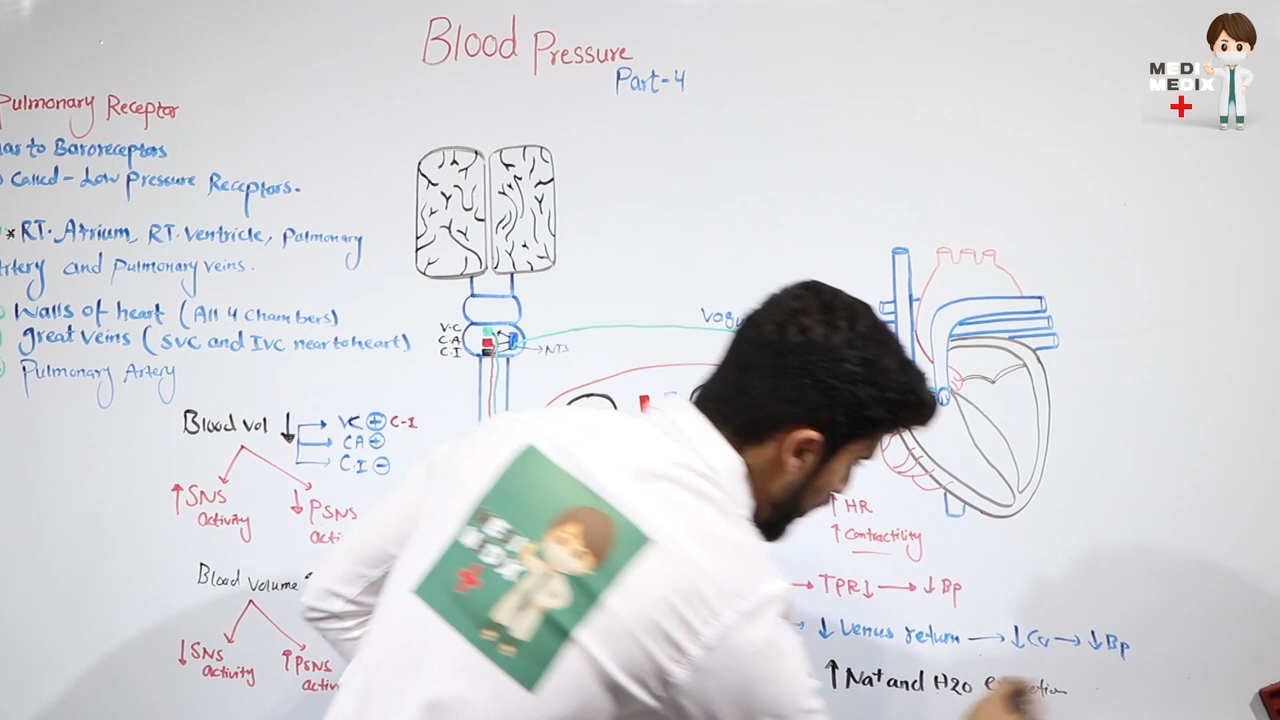 Blood Pressure
Part-4
MEDI
MEDIX
Pulmonary Receptor
to Baroreceptors
Called - Low Pressure Receptors.
* RT. Atrium, RT. Ventricle, Pulmonary
and Pulmonary veins.
Walls of heart (All 4 Chambers)
great veins (SVC and IVC near to heart)
Pulmonary Artery
V.C
C.A
C.I
NTS
Blood vol ↓
VC + C-I
CA +
C.I -
↑ SNS
activity
↓ PSNS
Blood volume
↓ SNS
activity
↑ PSNS
↑ HR
↑ Contractility
→ TPR↓ → ↓ Bp
↓ Venus return → ↓ Co → ↓ Bp
↑ Na+ and H2O